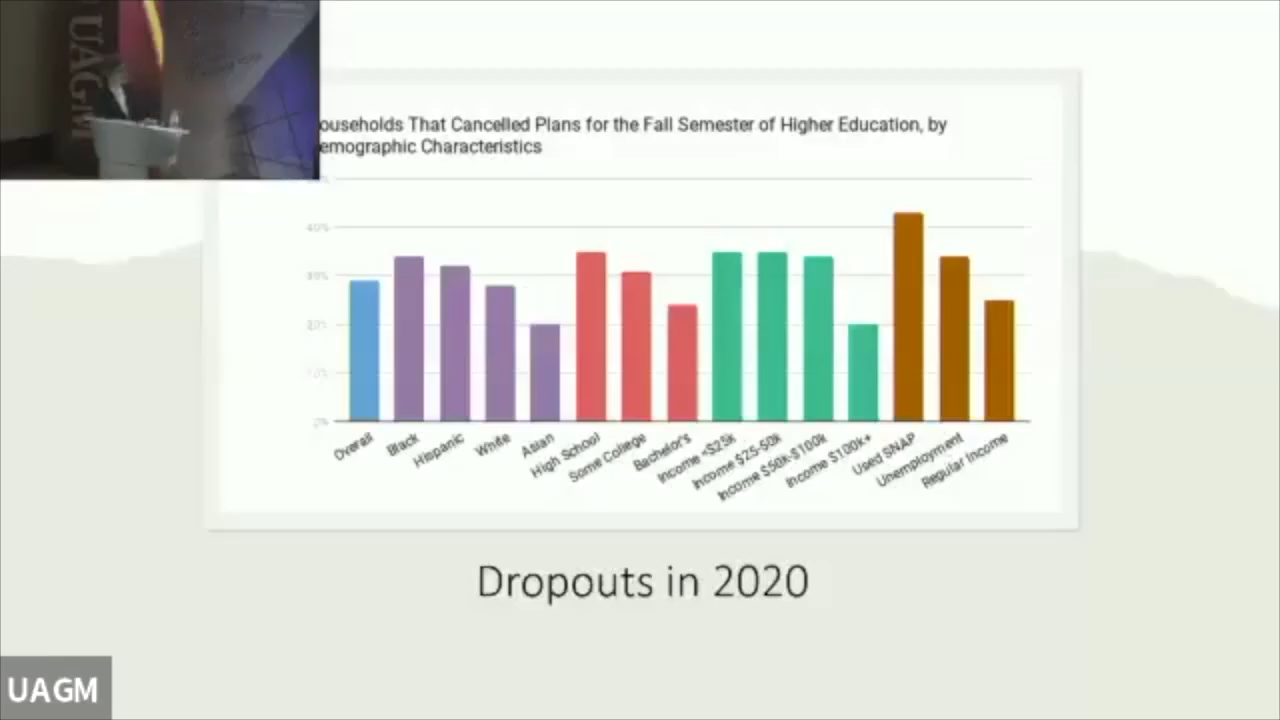 UAGM
ouseholds That Cancelled Plans for the Fall Semester of Higher Education, by
emographic Characteristics
40%
30%
20%
10%
0%
Overall
Black
Hispanic
White
Asian
High School
Some College
Bachelor's
Income <$25k
Income $25-50k
Income $50k-$100k
Income $100k+
Used SNAP
Unemployment
Regular Income
Dropouts in 2020
UAGM